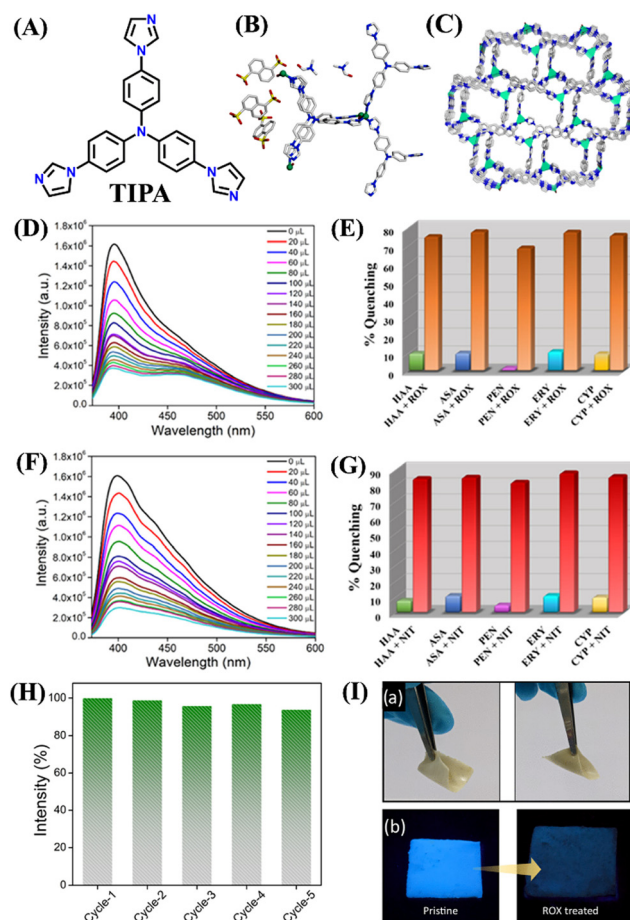 (A)
N
N
N
N
N
N
N
TIPA
(B)
(C)
(D)
Intensity (a.u.)
1.8x10⁶
1.6x10⁶
1.4x10⁶
1.2x10⁶
1.0x10⁶
8.0x10⁵
6.0x10⁵
4.0x10⁵
2.0x10⁵
0.0
400 450 500 550 600
Wavelength (nm)
0 µL
20 µL
40 µL
60 µL
80 µL
100 µL
120 µL
140 µL
160 µL
180 µL
200 µL
220 µL
240 µL
260 µL
280 µL
300 µL
(E)
% Quenching
80
70
60
50
40
30
20
10
0
HAA
HAA + ROX
ASA
ASA + ROX
PEN
PEN + ROX
ERY
ERY + ROX
CYP
CYP + ROX
(F)
Intensity (a.u.)
1.8x10⁶
1.6x10⁶
1.4x10⁶
1.2x10⁶
1.0x10⁶
8.0x10⁵
6.0x10⁵
4.0x10⁵
2.0x10⁵
0.0
400 450 500 550 600
Wavelength (nm)
0 µL
20 µL
40 µL
60 µL
80 µL
100 µL
120 µL
140 µL
160 µL
180 µL
200 µL
220 µL
240 µL
260 µL
280 µL
300 µL
(G)
% Quenching
90
80
70
60
50
40
30
20
10
0
HAA
HAA + NIT
ASA
ASA + NIT
PEN
PEN + NIT
ERY
ERY + NIT
CYP
CYP + NIT
(H)
Intensity (%)
100
80
60
40
20
0
Cycle-1
Cycle-2
Cycle-3
Cycle-4
Cycle-5
(I)
(a)
(b)
Pristine
ROX treated